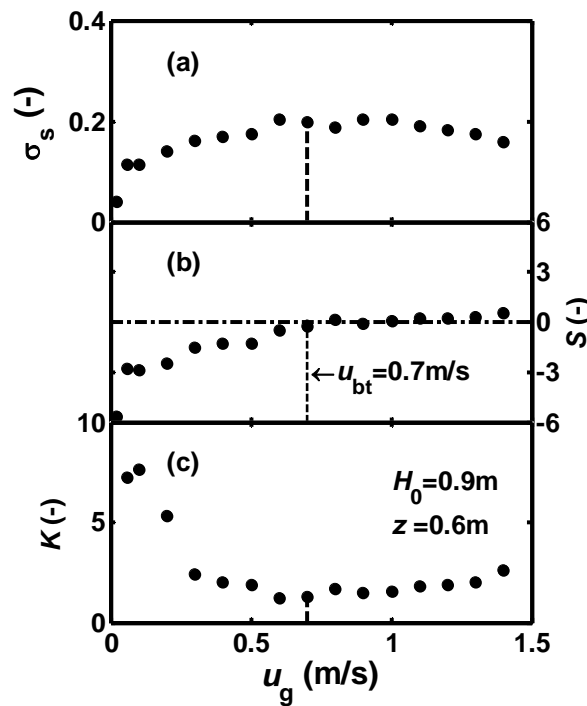 0.4
(a)
σs (-)
0.2
0
6
(b)
3
0
S (-)
←ubt=0.7m/s
-3
-6
10
(c)
H0=0.9m
K (-)
5
z=0.6m
0
0 0.5 1 1.5
ug (m/s)